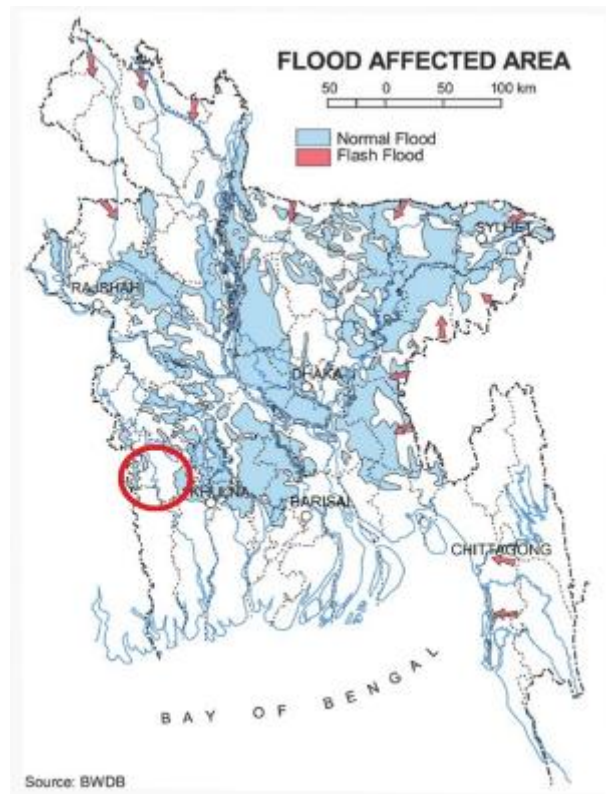 FLOOD AFFECTED AREA
50 0 50 100 km
Normal Flood
Flash Flood
SYLHET
RAJSHAHI
DHAKA
KHULNA
BARISAL
CHITTAGONG
BAY OF BENGAL
Source: BWDB